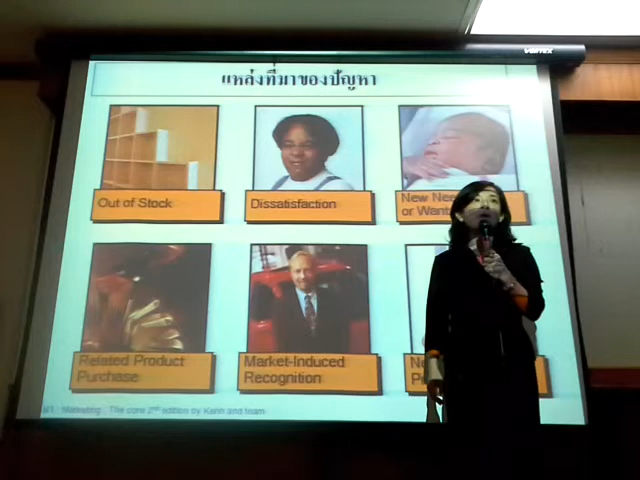 VERTEX
แหล่งที่มาของปัญหา
Out of Stock
Dissatisfaction
New Nee
or Want
Related Product
Purchase
Market-Induced
Recognition
Marketing : The core 2nd edition by Kerin and team